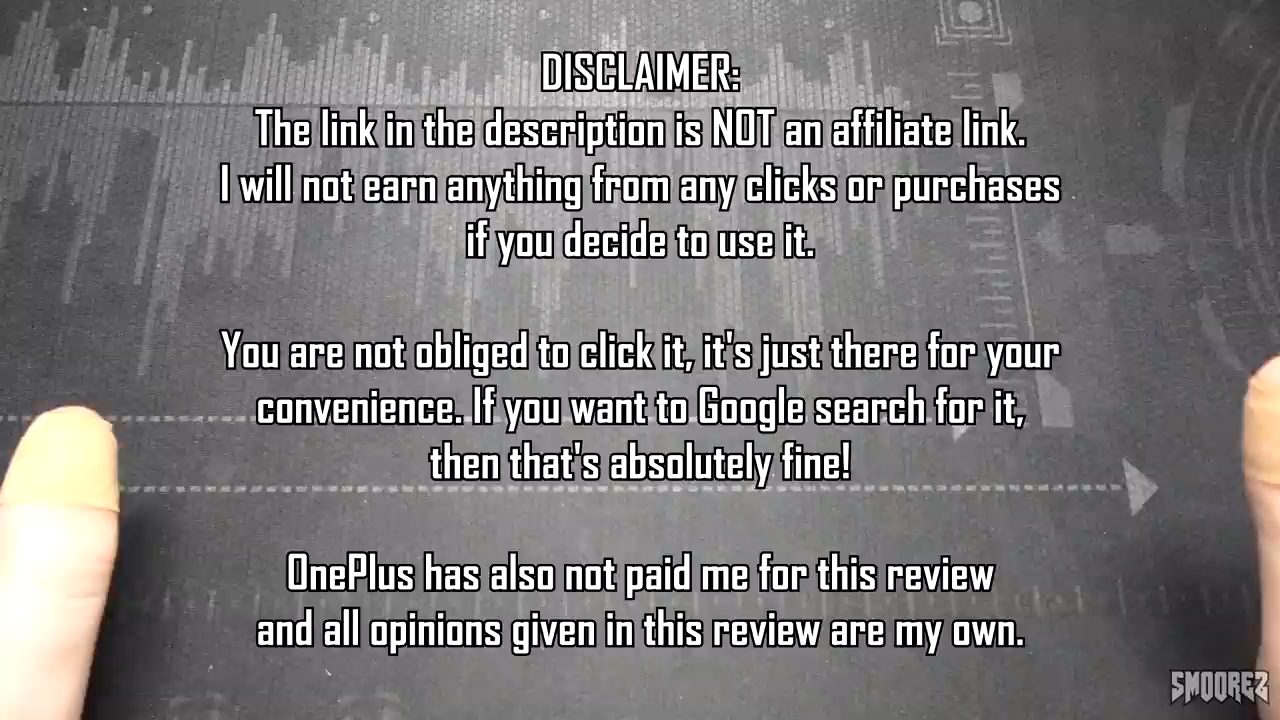 DISCLAIMER:
The link in the description is NOT an affiliate link.
I will not earn anything from any clicks or purchases
if you decide to use it.
You are not obliged to click it, it's just there for your
convenience. If you want to Google search for it,
then that's absolutely fine!
OnePlus has also not paid me for this review
and all opinions given in this review are my own.
SMOOREZ